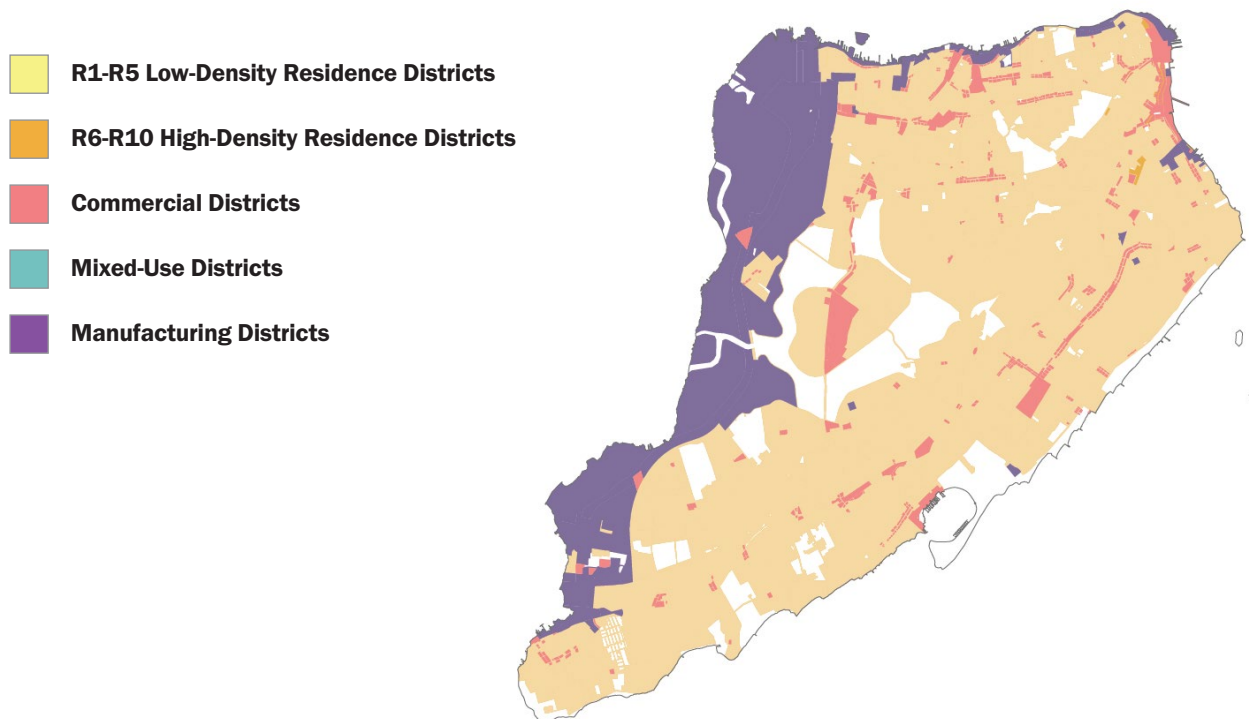 R1-R5 Low-Density Residence Districts
R6-R10 High-Density Residence Districts
Commercial Districts
Mixed-Use Districts
Manufacturing Districts